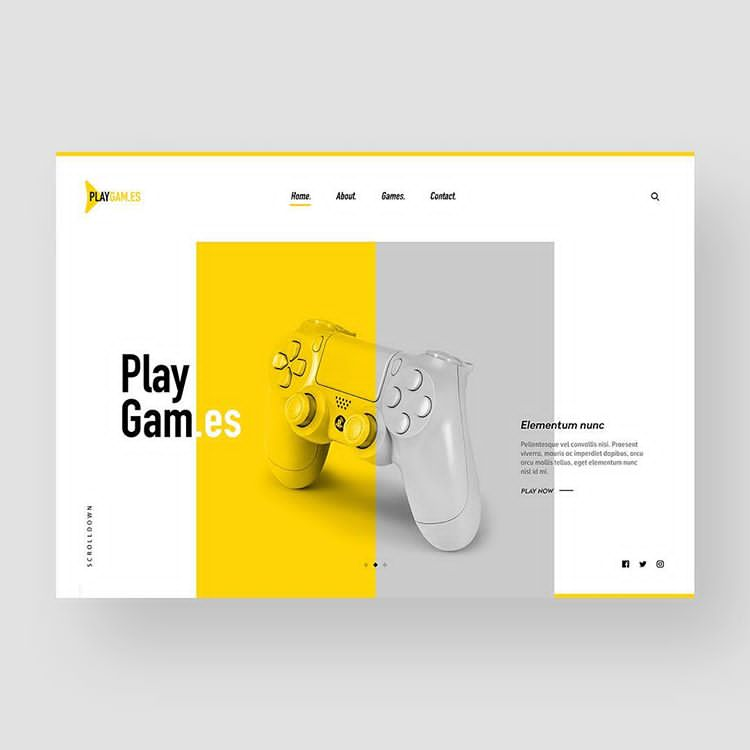 PLAYGAM.ES
Home.
About.
Games.
Contact.
Play
Gam.es
Elementum nunc
Pellentesque vel convallis nisi. Praesent
viverra, mauris ac imperdiet dapibus, arcu
arcu mollis tellus, eget elementum nunc
nisl id mi.
PLAY NOW
SCROLLDOWN